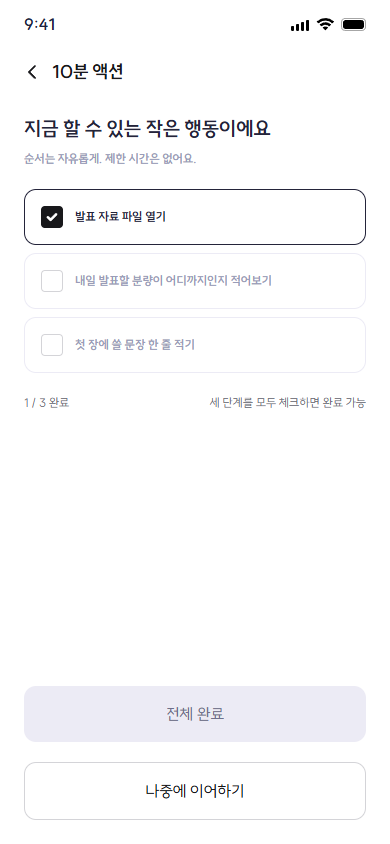 9:41
10분 액션
지금 할 수 있는 작은 행동이에요
순서는 자유롭게. 제한 시간은 없어요.
발표 자료 파일 열기
내일 발표할 분량이 어디까지인지 적어보기
첫 장에 쓸 문장 한 줄 적기
1 / 3 완료 세 단계를 모두 체크하면 완료 가능
전체 완료
나중에 이어하기